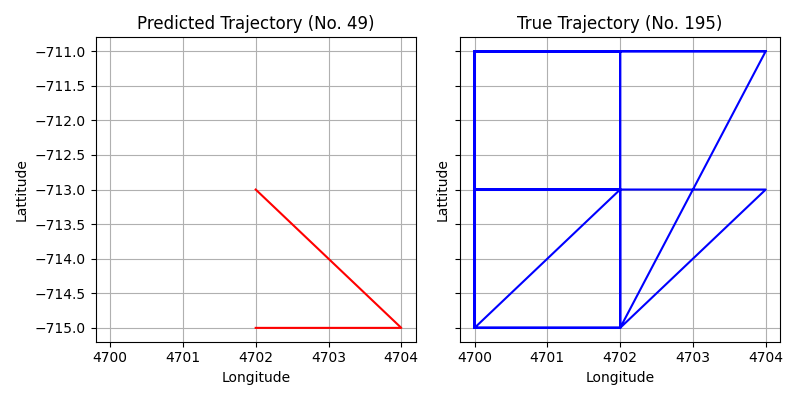 Predicted Trajectory (No. 49)
True Trajectory (No. 195)
Lattitude
−711.0
−711.5
−712.0
−712.5
−713.0
−713.5
−714.0
−714.5
−715.0
4700 4701 4702 4703 4704
Longitude
Lattitude
4700 4701 4702 4703 4704
Longitude